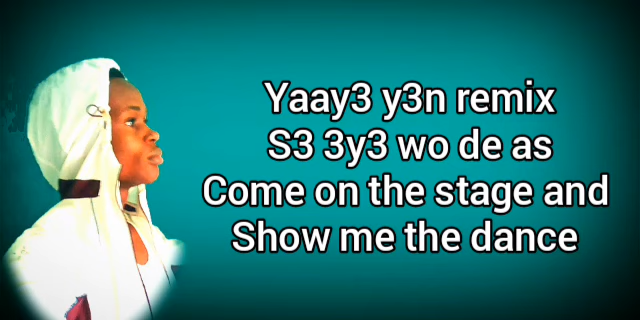 Yaay3 y3n remix
S3 3y3 wo de as
Come on the stage and
Show me the dance